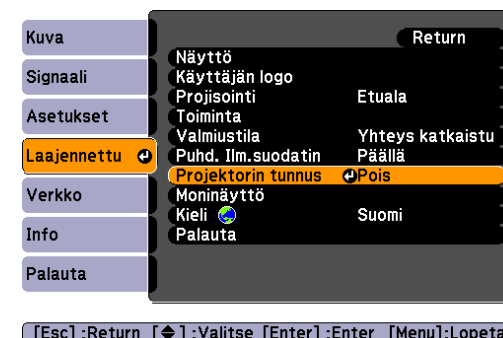 Kuva
Signaali
Asetukset
Laajennettu
Verkko
Info
Palauta
Return
Näyttö
Käyttäjän logo
Projisointi Etuala
Toiminta
Valmiustila Yhteys katkaistu
Puhd. Ilm.suodatin Päällä
Projektorin tunnus Pois
Moninäyttö
Kieli Suomi
Palauta
[Esc] :Return [◆] :Valitse [Enter] :Enter [Menu]:Lopeta